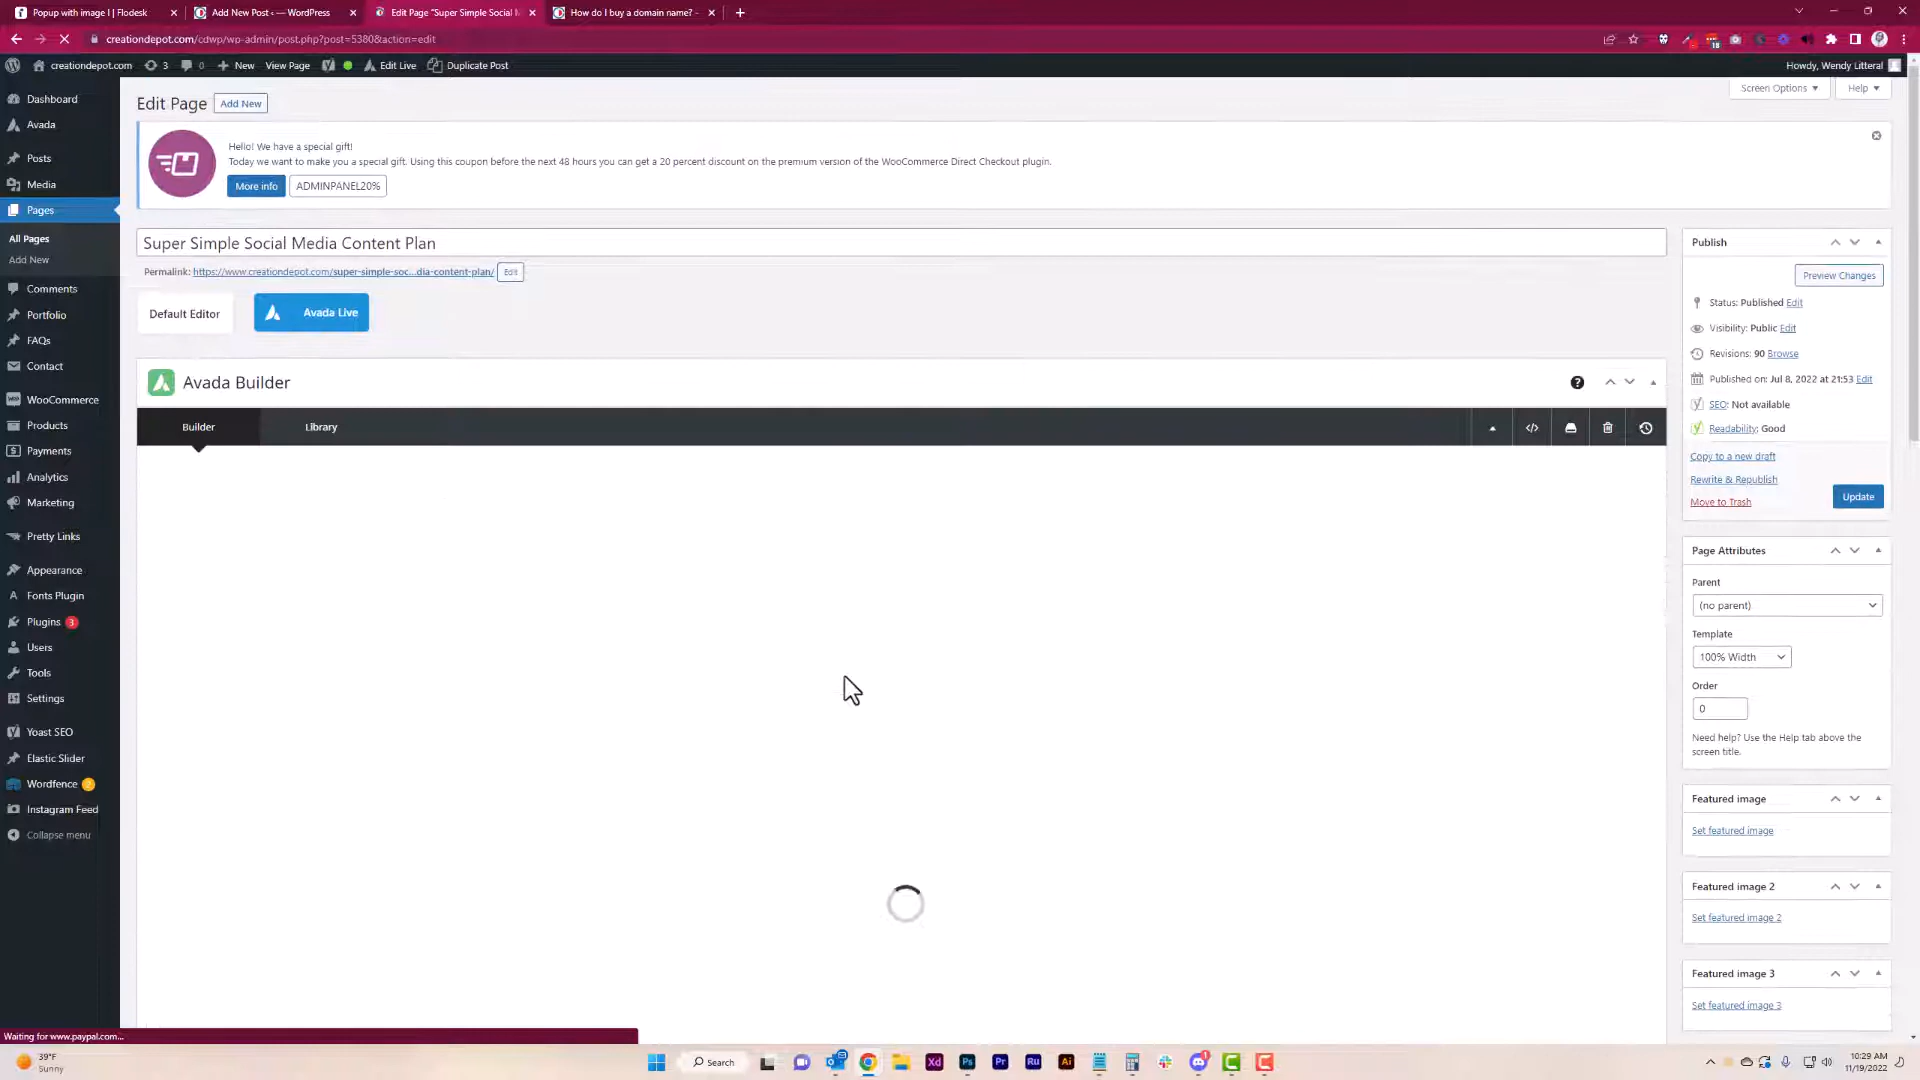 Popup with image I | Flodesk
Add New Post ‹ — WordPress
Edit Page "Super Simple Social M
How do I buy a domain name? -
creationdepot.com/cdwp/wp-admin/post.php?post=5380&action=edit
18
creationdepot.com
3
0
New
View Page
Edit Live
Duplicate Post
Howdy, Wendy Litteral
Dashboard
Avada
Posts
Media
Pages
All Pages
Add New
Comments
Portfolio
FAQs
Contact
WooCommerce
Products
Payments
Analytics
Marketing
Pretty Links
Appearance
Fonts Plugin
Plugins 3
Users
Tools
Settings
Yoast SEO
Elastic Slider
Wordfence 2
Instagram Feed
Collapse menu
Edit Page
Add New
Screen Options
Help
Hello! We have a special gift!
Today we want to make you a special gift. Using this coupon before the next 48 hours you can get a 20 percent discount on the premium version of the WooCommerce Direct Checkout plugin.
More info
ADMINPANEL20%
Super Simple Social Media Content Plan
Permalink: https://www.creationdepot.com/super-simple-soc...dia-content-plan/ Edit
Default Editor
Avada Live
Avada Builder
Builder
Library
Publish
Preview Changes
Status: Published Edit
Visibility: Public Edit
Revisions: 90 Browse
Published on: Jul 8, 2022 at 21:53 Edit
SEO: Not available
Readability: Good
Copy to a new draft
Rewrite & Republish
Move to Trash
Update
Page Attributes
Parent
(no parent)
Template
100% Width
Order
0
Need help? Use the Help tab above the
screen title.
Featured image
Set featured image
Featured image 2
Set featured image 2
Featured image 3
Set featured image 3
Waiting for www.paypal.com...
39°F
Sunny
Search
Xd
Ps
Pr
Ru
Ai
10:29 AM
11/19/2022